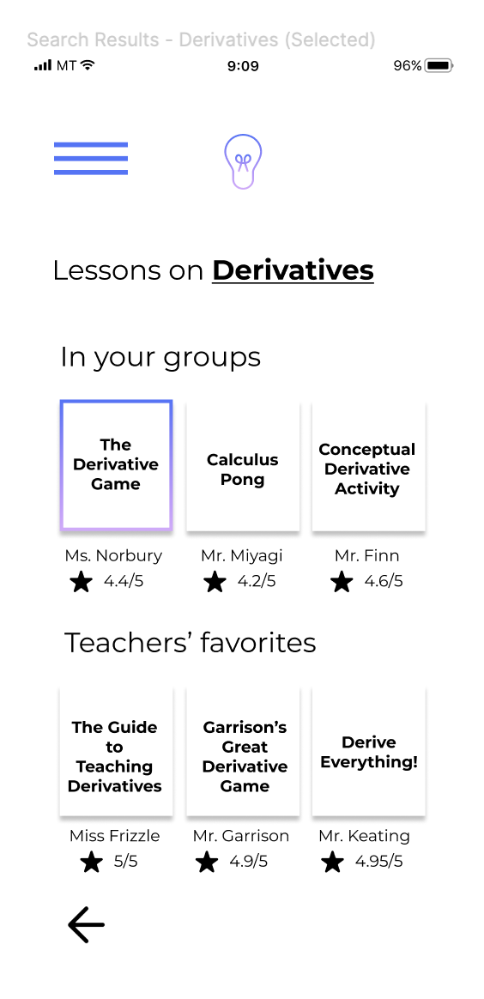 Search Results - Derivatives (Selected)
MT 9:09 96%
Lessons on Derivatives
In your groups
The
Derivative
Game
Calculus
Pong
Conceptual
Derivative
Activity
Ms. Norbury
Mr. Miyagi
Mr. Finn
4.4/5
4.2/5
4.6/5
Teachers’ favorites
The Guide
to
Teaching
Derivatives
Garrison’s
Great
Derivative
Game
Derive
Everything!
Miss Frizzle
Mr. Garrison
Mr. Keating
5/5
4.9/5
4.95/5